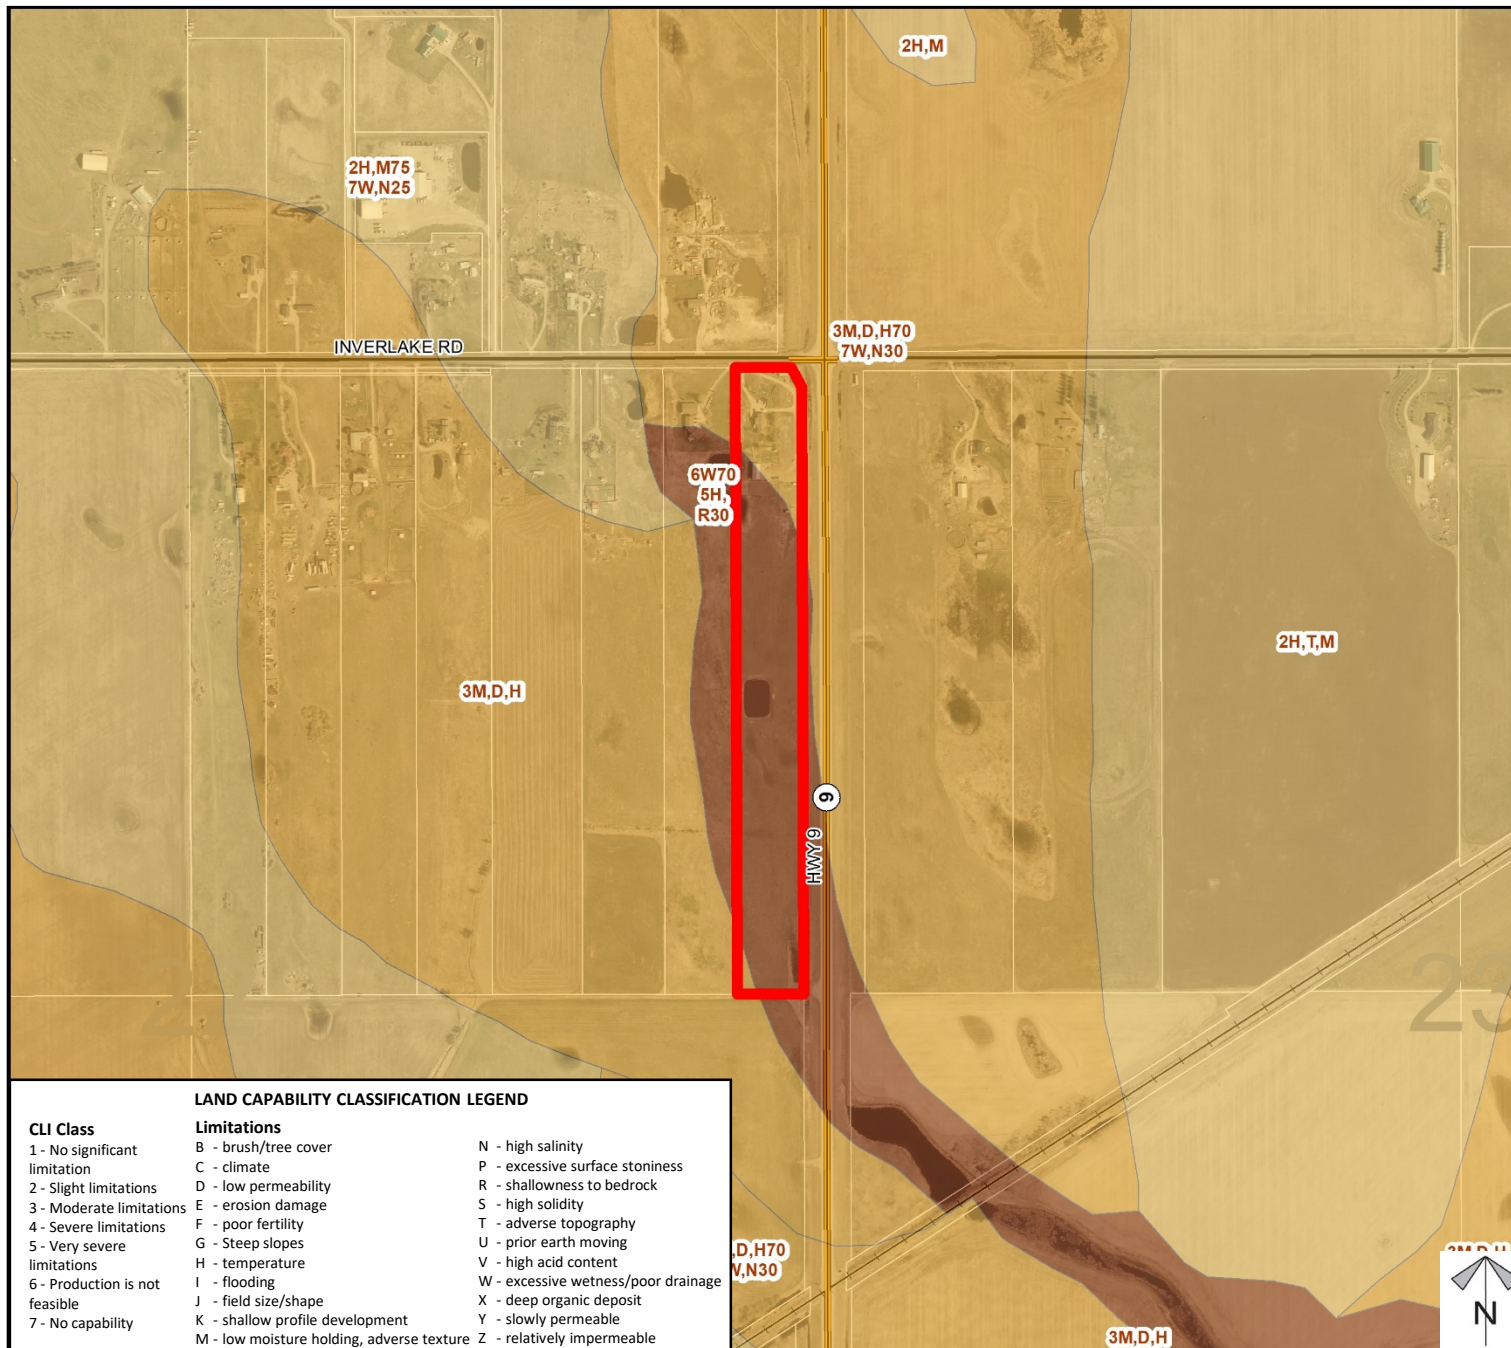 2H,M
2H,M75
7W,N25
INVERLAKE RD
3M,D,H70
7W,N30
6W70
5H,
R30
2H,T,M
3M,D,H
9
HWY 9
23
,D,H70
W,N30
3M,D,H
3M,D,H
N
LAND CAPABILITY CLASSIFICATION LEGEND
CLI Class
1 - No significant
limitation
2 - Slight limitations
3 - Moderate limitations
4 - Severe limitations
5 - Very severe
limitations
6 - Production is not
feasible
7 - No capability
Limitations
B - brush/tree cover
C - climate
D - low permeability
E - erosion damage
F - poor fertility
G - Steep slopes
H - temperature
I - flooding
J - field size/shape
K - shallow profile development
M - low moisture holding, adverse texture
N - high salinity
P - excessive surface stoniness
R - shallowness to bedrock
S - high solidity
T - adverse topography
U - prior earth moving
V - high acid content
W - excessive wetness/poor drainage
X - deep organic deposit
Y - slowly permeable
Z - relatively impermeable